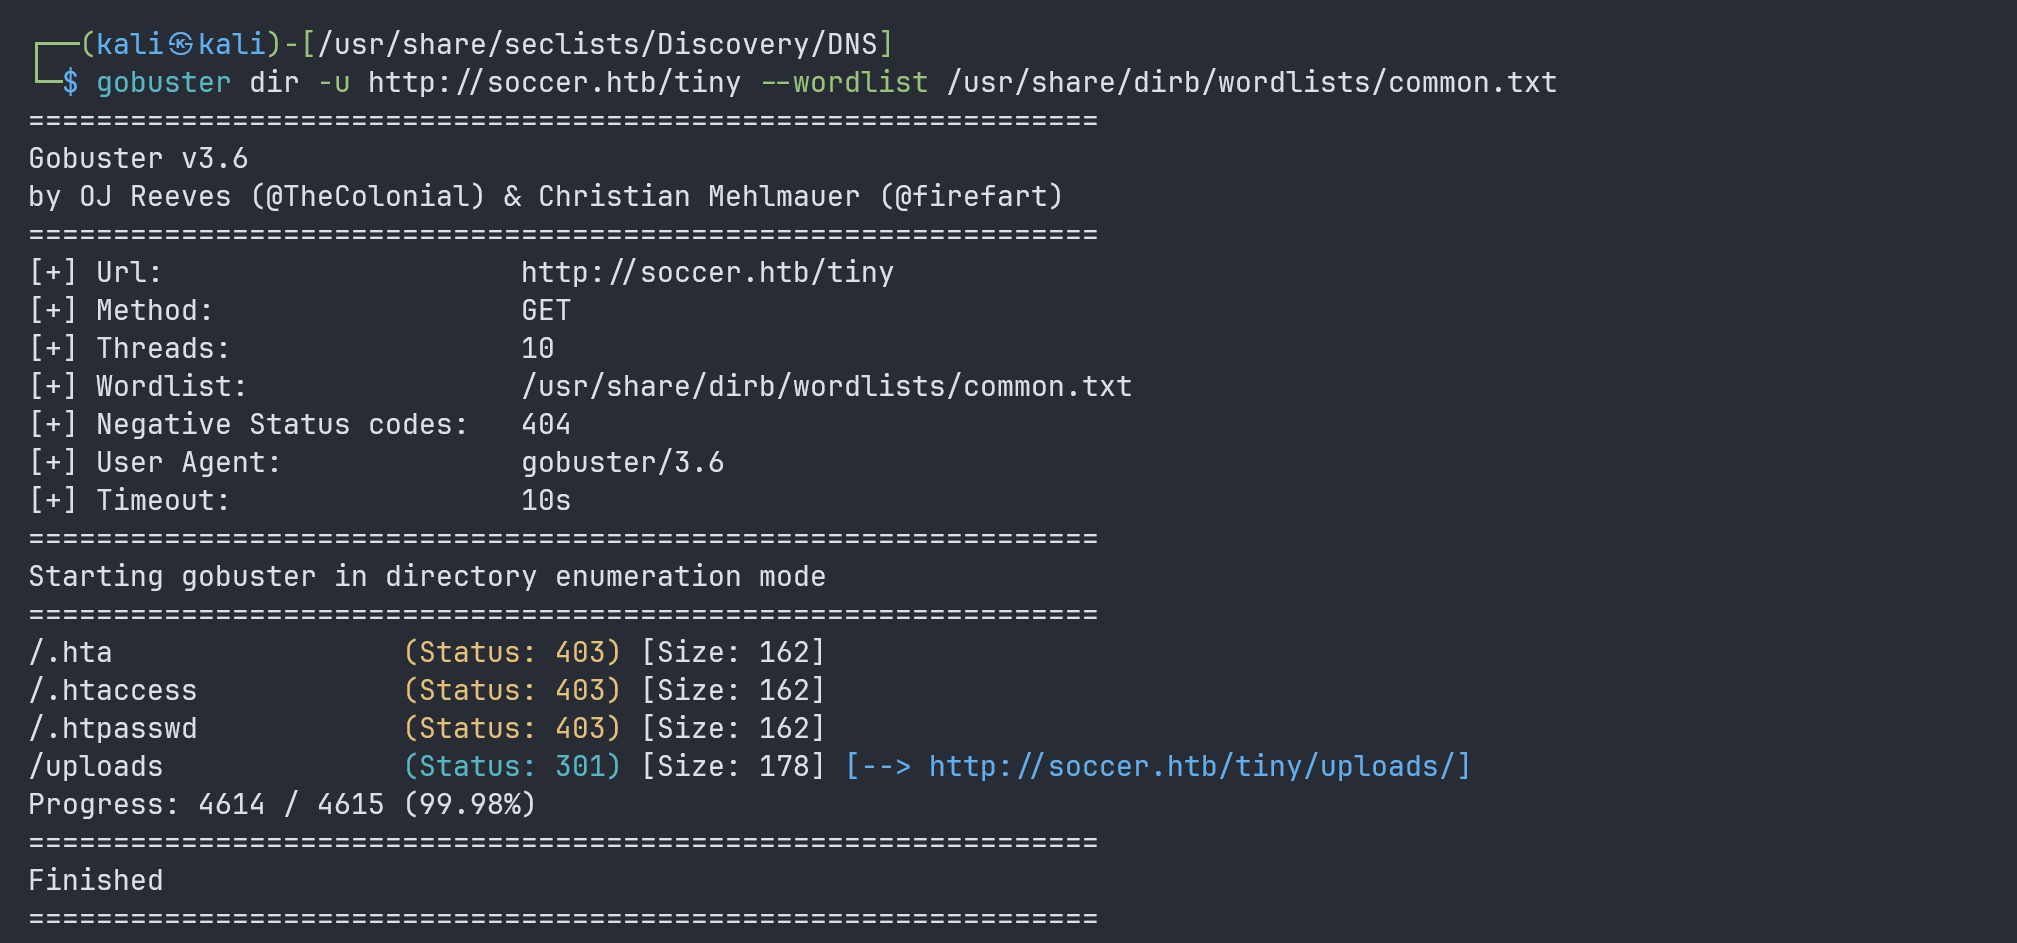 ┌──(kali㉿kali)-[/usr/share/seclists/Discovery/DNS]
└─$ gobuster dir -u http://soccer.htb/tiny --wordlist /usr/share/dirb/wordlists/common.txt
===============================================================
Gobuster v3.6
by OJ Reeves (@TheColonial) & Christian Mehlmauer (@firefart)
===============================================================
[+] Url:                     http://soccer.htb/tiny
[+] Method:                  GET
[+] Threads:                 10
[+] Wordlist:                /usr/share/dirb/wordlists/common.txt
[+] Negative Status codes:   404
[+] User Agent:              gobuster/3.6
[+] Timeout:                 10s
===============================================================
Starting gobuster in directory enumeration mode
===============================================================
/.hta                 (Status: 403) [Size: 162]
/.htaccess            (Status: 403) [Size: 162]
/.htpasswd            (Status: 403) [Size: 162]
/uploads              (Status: 301) [Size: 178] [--> http://soccer.htb/tiny/uploads/]
Progress: 4614 / 4615 (99.98%)
===============================================================
Finished
===============================================================